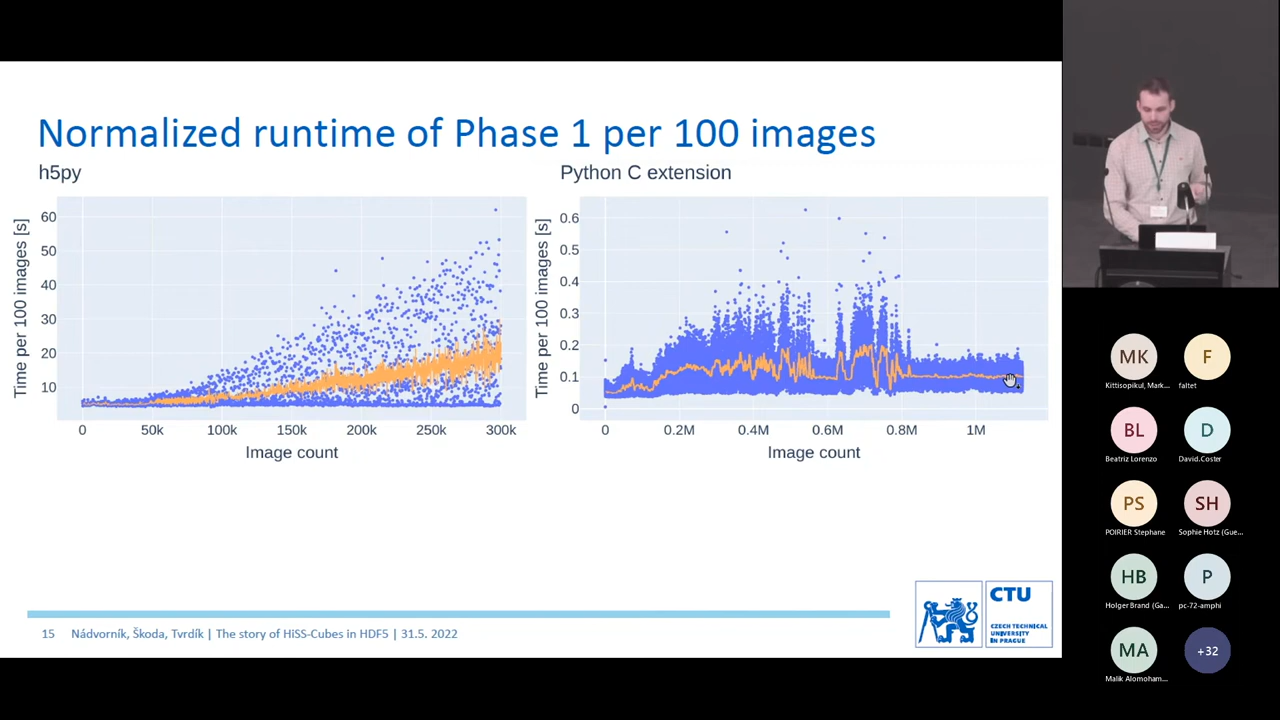 Normalized runtime of Phase 1 per 100 images
h5py
Time per 100 images [s]
60
50
40
30
20
10
0
50k
100k
150k
200k
250k
300k
Image count
Python C extension
Time per 100 images [s]
0.6
0.5
0.4
0.3
0.2
0.1
0
0
0.2M
0.4M
0.6M
0.8M
1M
Image count
15
Nádvorník, Škoda, Tvrdík | The story of HiSS-Cubes in HDF5 | 31.5. 2022
CTU
CZECH TECHNICAL
UNIVERSITY
IN PRAGUE
MK
Kittisopikul, Mark...
F
faltet
BL
Beatriz Lorenzo
D
David.Coster
PS
POIRIER Stephane
SH
Sophie Hotz (Gue...
HB
Holger Brand (Ga...
P
pc-72-amphi
MA
Malik Alomoham...
+32